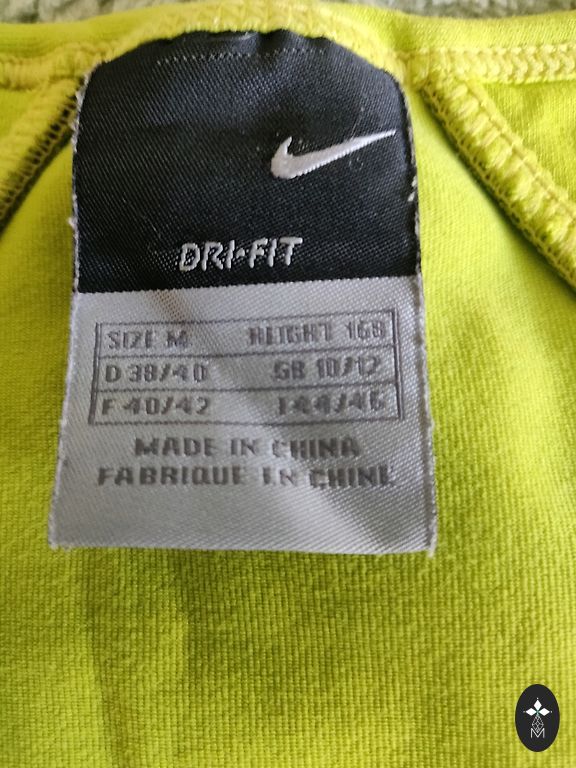 DRI-FIT
SIZE M HEIGHT 168
D 38/40 GB 10/12
F 40/42 I 44/46
MADE IN CHINA
FABRIQUE EN CHINE
M